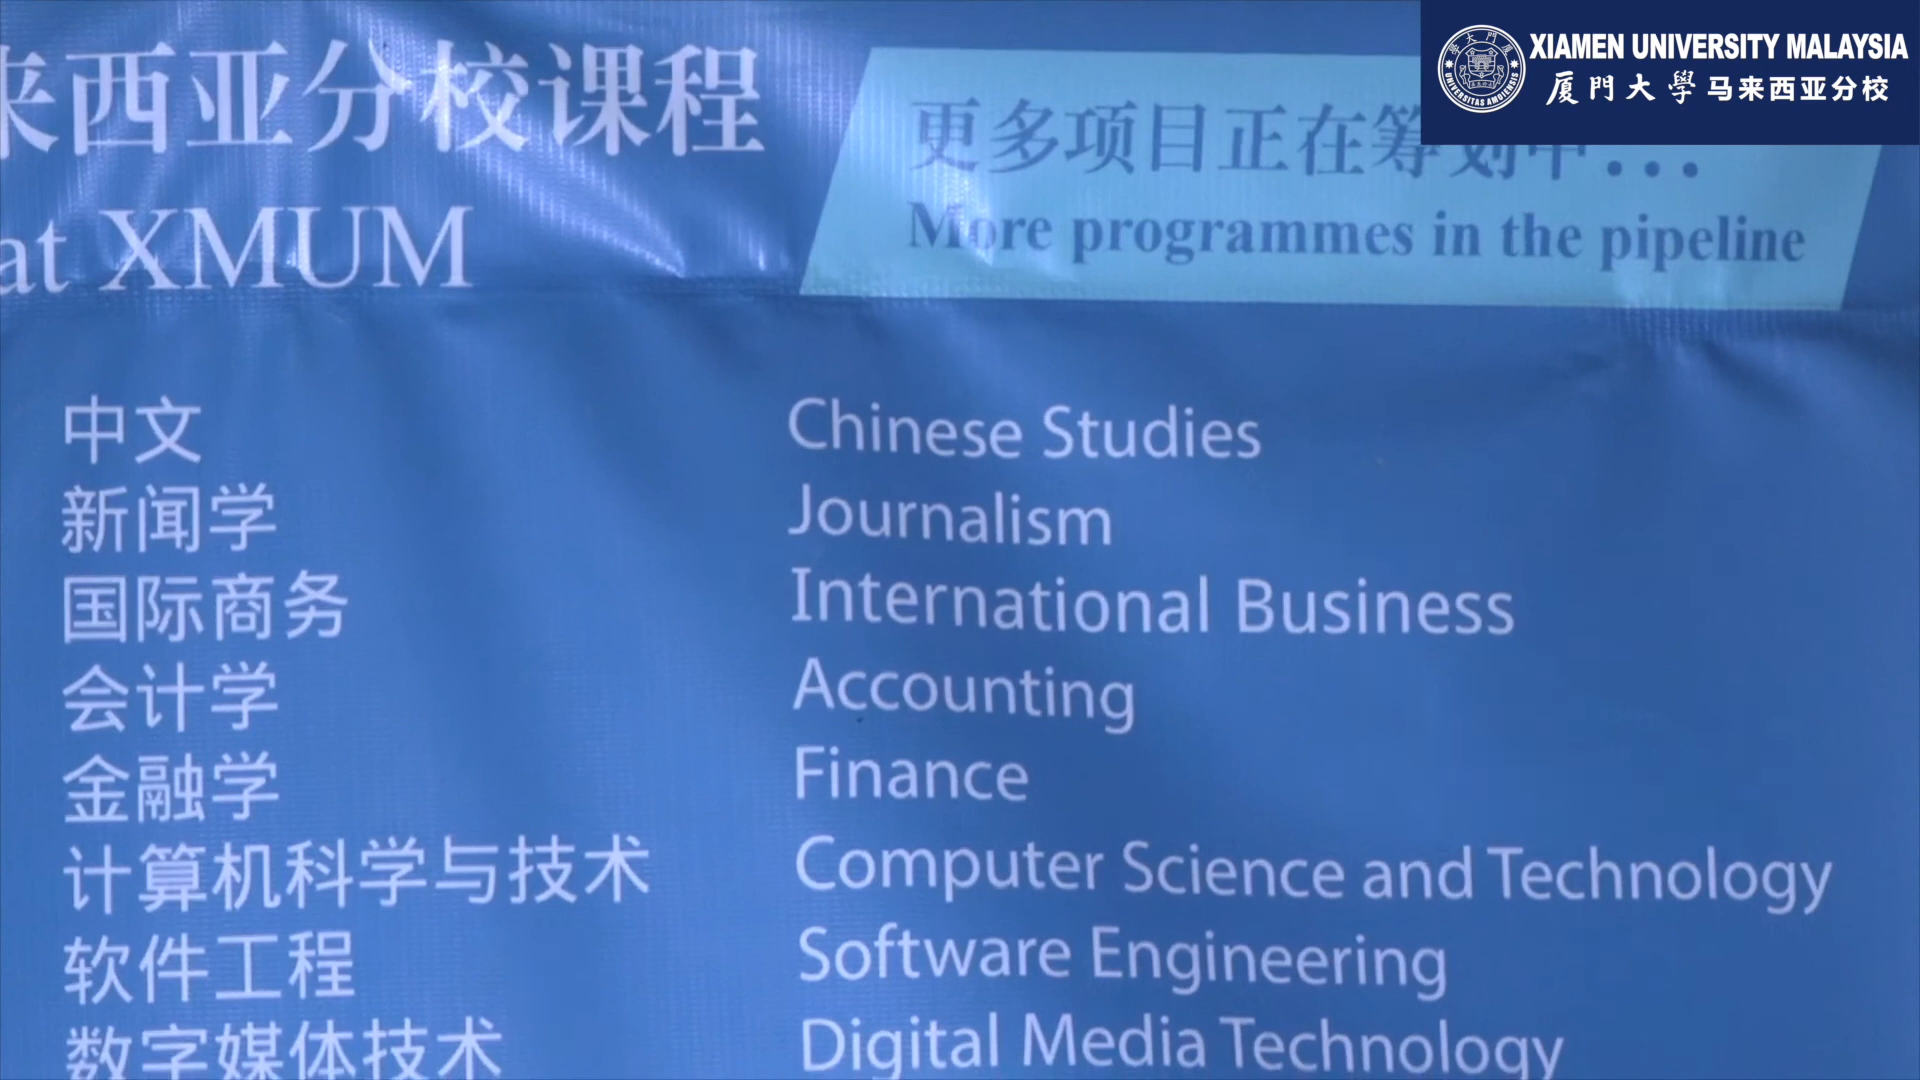 来西亚分校课程
at XMUM
更多项目正在筹划中...
More programmes in the pipeline
XIAMEN UNIVERSITY MALAYSIA
厦門大學 马来西亚分校
中文 Chinese Studies
新闻学 Journalism
国际商务 International Business
会计学 Accounting
金融学 Finance
计算机科学与技术 Computer Science and Technology
软件工程 Software Engineering
数字媒体技术 Digital Media Technology